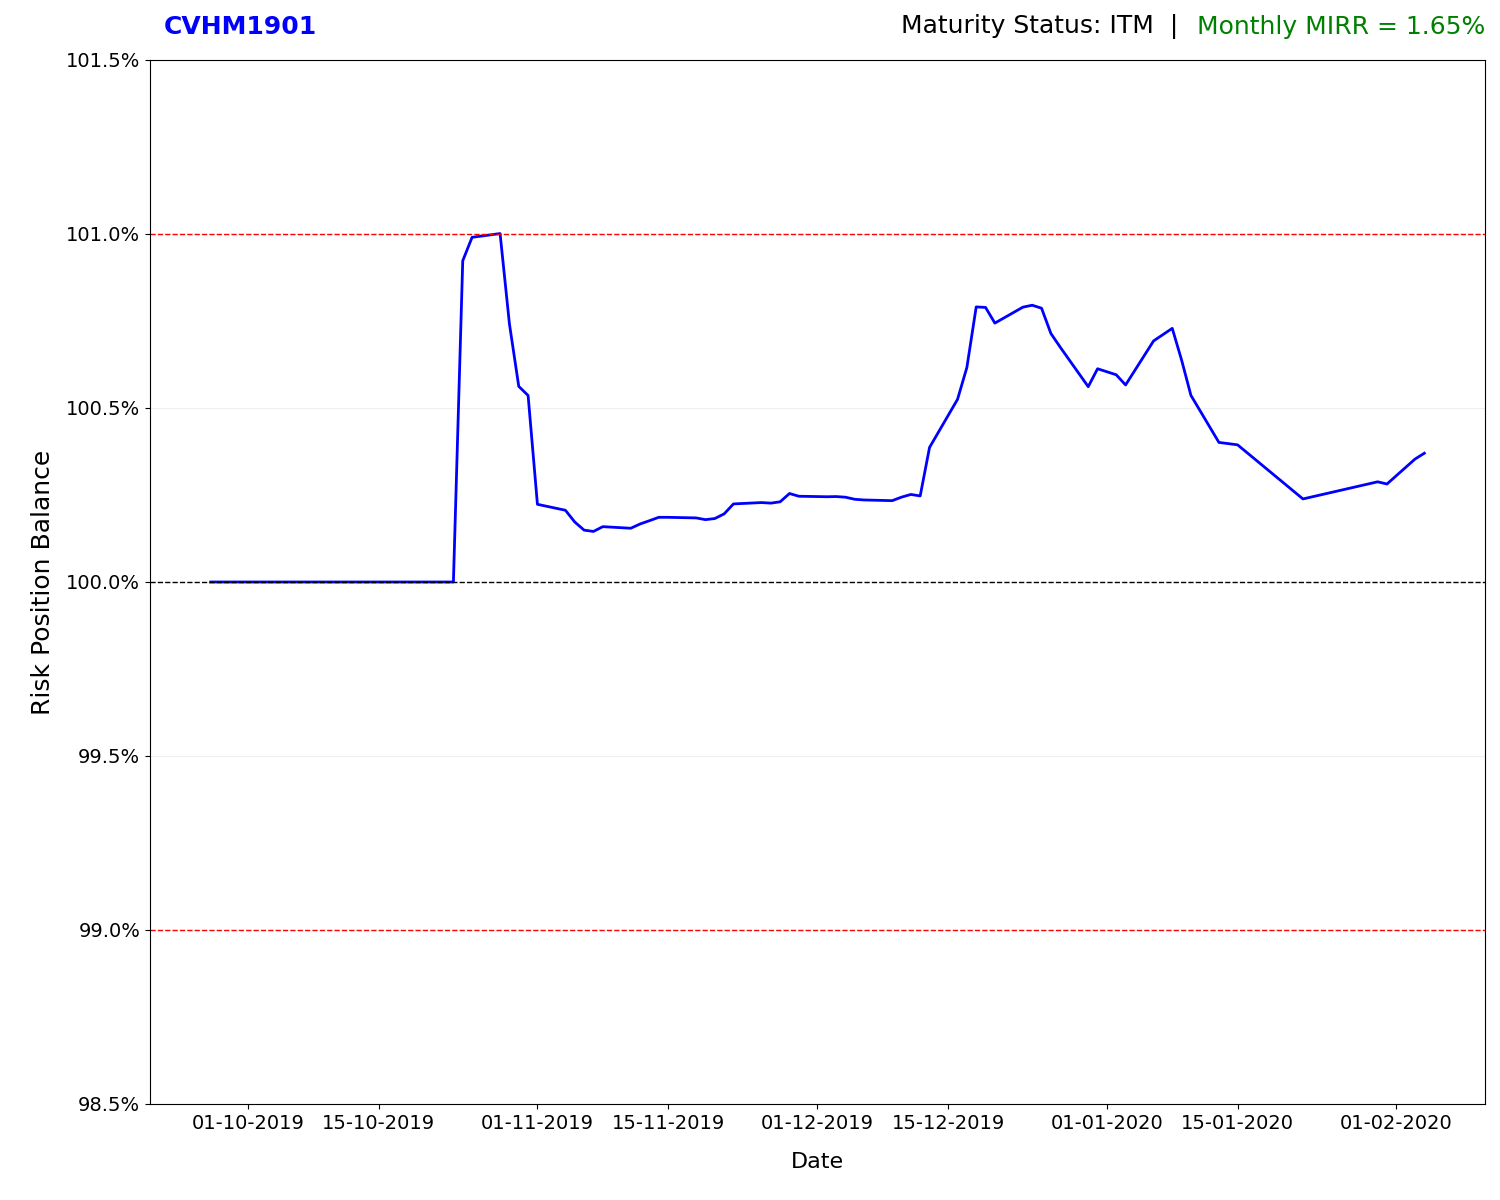 CVHM1901
Maturity Status: ITM | Monthly MIRR = 1.65%
101.5%
101.0%
100.5%
100.0%
99.5%
99.0%
98.5%
Risk Position Balance
01-10-2019 15-10-2019 01-11-2019 15-11-2019 01-12-2019 15-12-2019 01-01-2020 15-01-2020 01-02-2020
Date